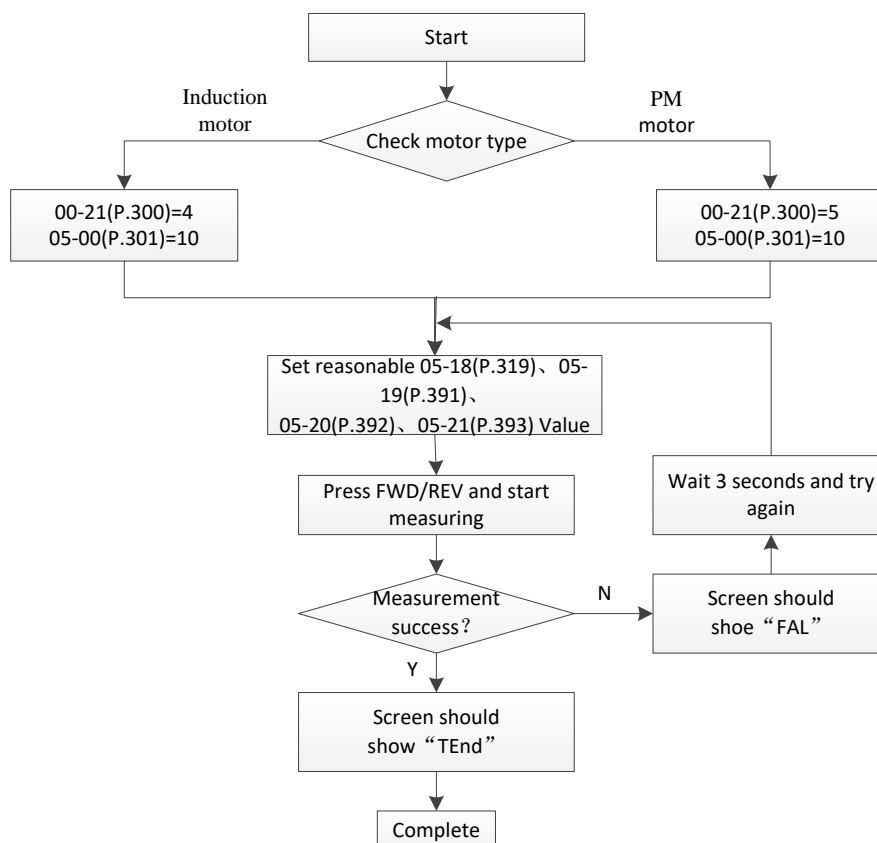 Start
Induction
motor
PM
motor
Check motor type
00-21(P.300)=4
05-00(P.301)=10
00-21(P.300)=5
05-00(P.301)=10
Set reasonable 05-18(P.319)、05-
19(P.391)、
05-20(P.392)、05-21(P.393) Value
Press FWD/REV and start
measuring
Wait 3 seconds and try
again
Measurement
success？
N
Screen should
shoe“FAL”
Y
Screen should
show“TEnd”
Complete